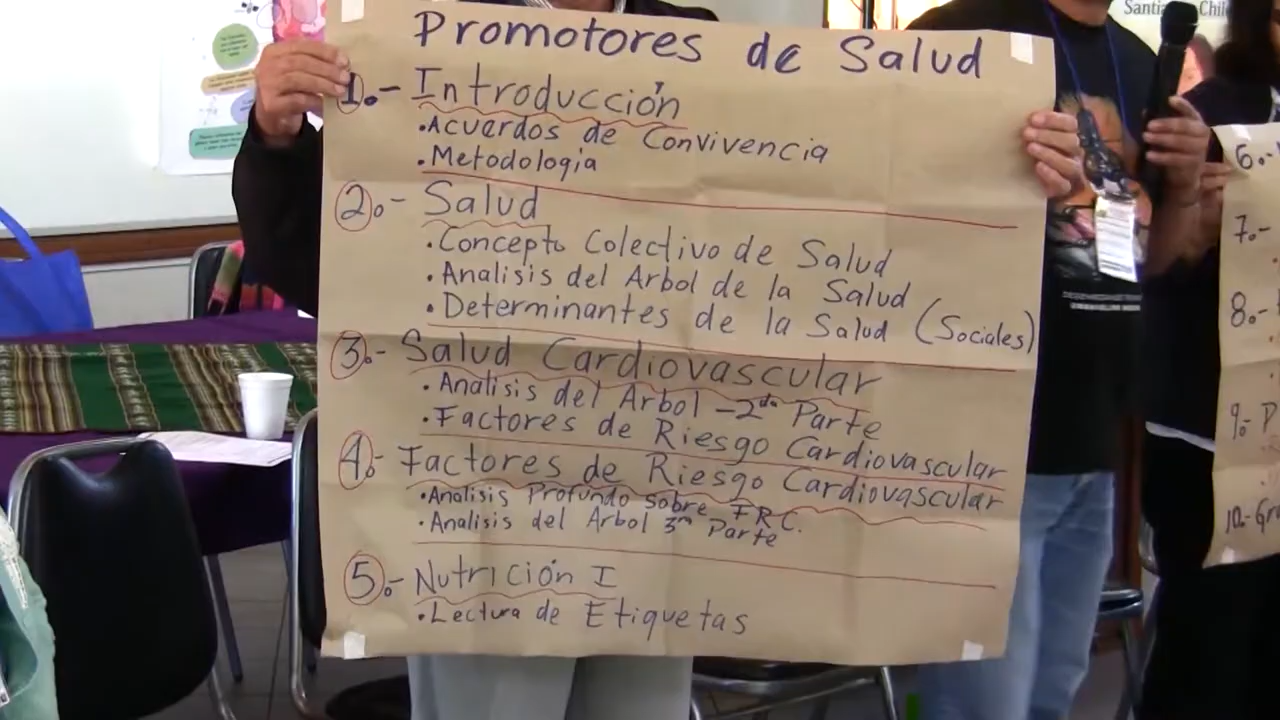 Promotores de Salud
1.- Introducción
• Acuerdos de Convivencia
• Metodologia
2.- Salud
• Concepto Colectivo de Salud
• Analisis del Arbol de la Salud
• Determinantes de la Salud (Sociales)
3.- Salud Cardiovascular
• Analisis del Arbol - 2da Parte
• Factores de Riesgo Cardiovascular
4.- Factores de Riesgo Cardiovascular
• Analisis Profundo sobre F.R.C.
• Analisis del Arbol 3ra Parte
5.- Nutrición I
• Lectura de Etiquetas
6.-
7.-
8.-
9.- P
10.- Gr